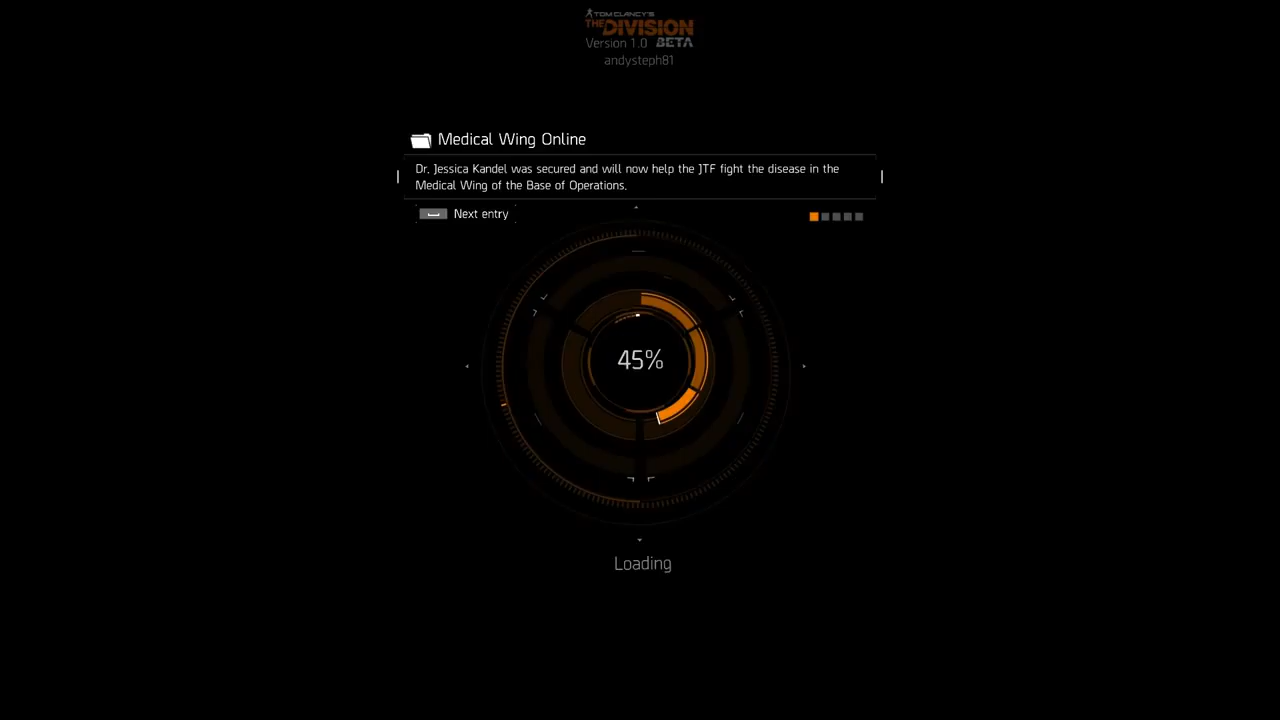 TOM CLANCY'S
THE DIVISION
Version 1.0 BETA
andysteph81
Medical Wing Online
Dr. Jessica Kandel was secured and will now help the JTF fight the disease in the
Medical Wing of the Base of Operations.
Next entry
45%
Loading